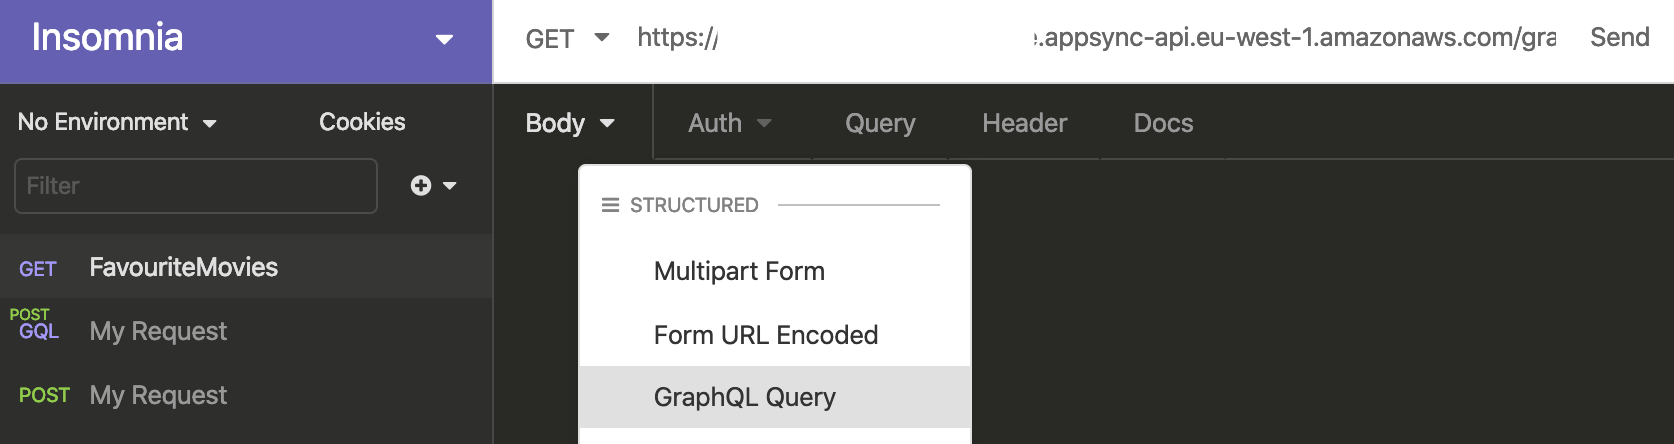 Insomnia
GET https:// .appsync-api.eu-west-1.amazonaws.com/gra Send
No Environment Cookies
Body Auth Query Header Docs
Filter
STRUCTURED
GET FavouriteMovies
Multipart Form
POST
GQL My Request
Form URL Encoded
POST My Request
GraphQL Query